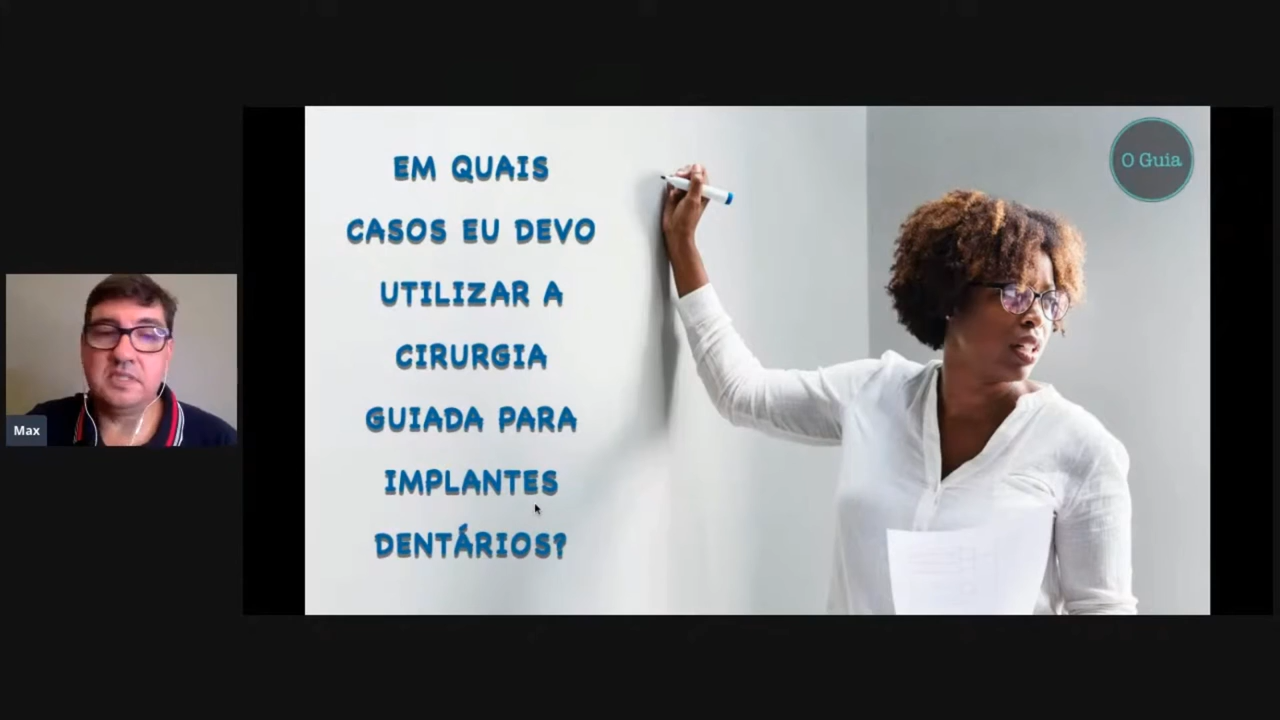 EM QUAIS
CASOS EU DEVO
UTILIZAR A
CIRURGIA
GUIADA PARA
IMPLANTES
DENTÁRIOS?
O Guia
Max